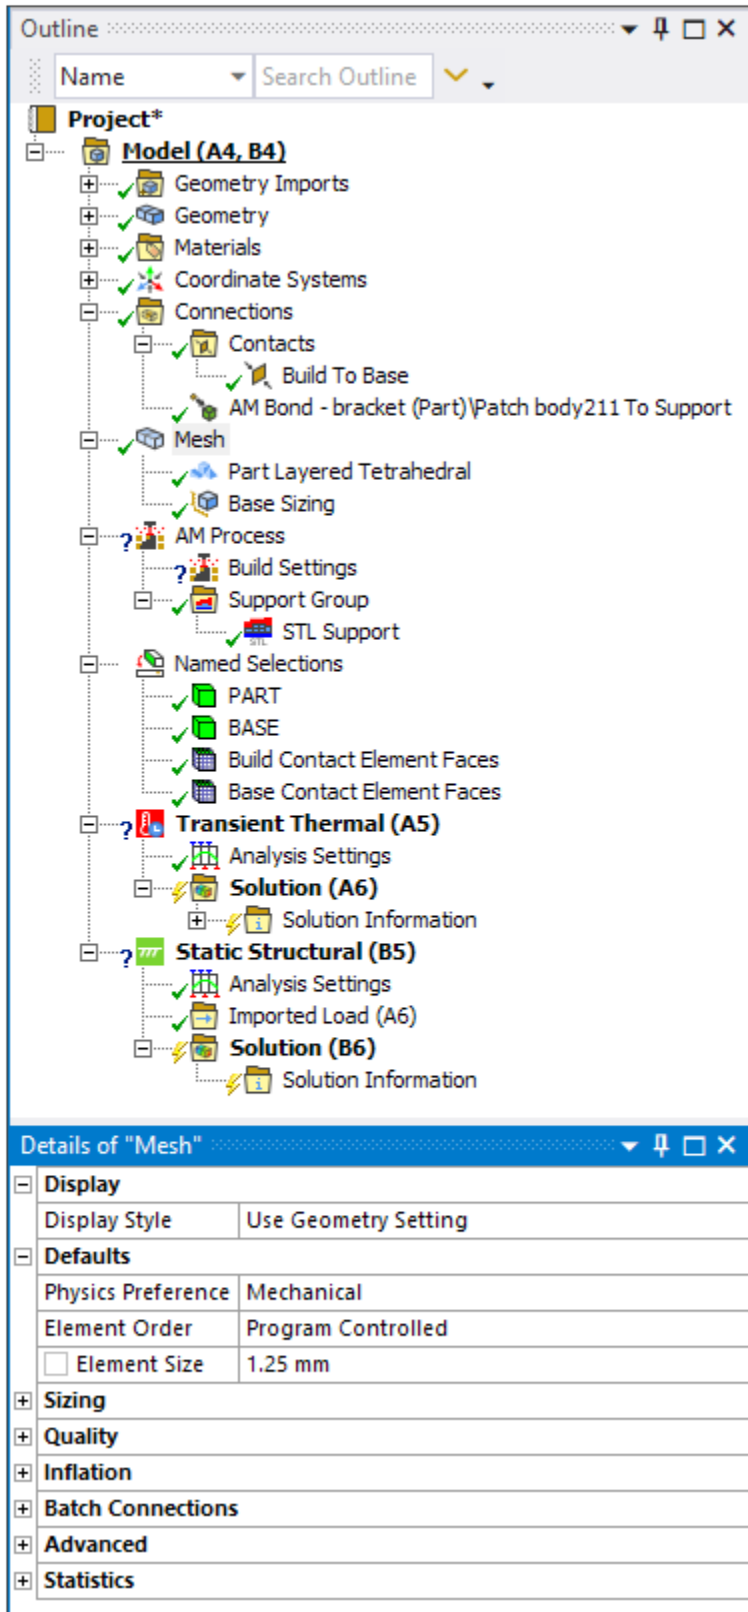 Outline
Name Search Outline
Project*
Model (A4, B4)
Geometry Imports
Geometry
Materials
Coordinate Systems
Connections
Contacts
Build To Base
AM Bond - bracket (Part)\Patch body211 To Support
Mesh
Part Layered Tetrahedral
Base Sizing
? AM Process
? Build Settings
Support Group
STL Support
Named Selections
PART
BASE
Build Contact Element Faces
Base Contact Element Faces
? Transient Thermal (A5)
Analysis Settings
Solution (A6)
Solution Information
? Static Structural (B5)
Analysis Settings
Imported Load (A6)
Solution (B6)
Solution Information
Details of "Mesh"
Display
Display Style Use Geometry Setting
Defaults
Physics Preference Mechanical
Element Order Program Controlled
Element Size 1.25 mm
Sizing
Quality
Inflation
Batch Connections
Advanced
Statistics